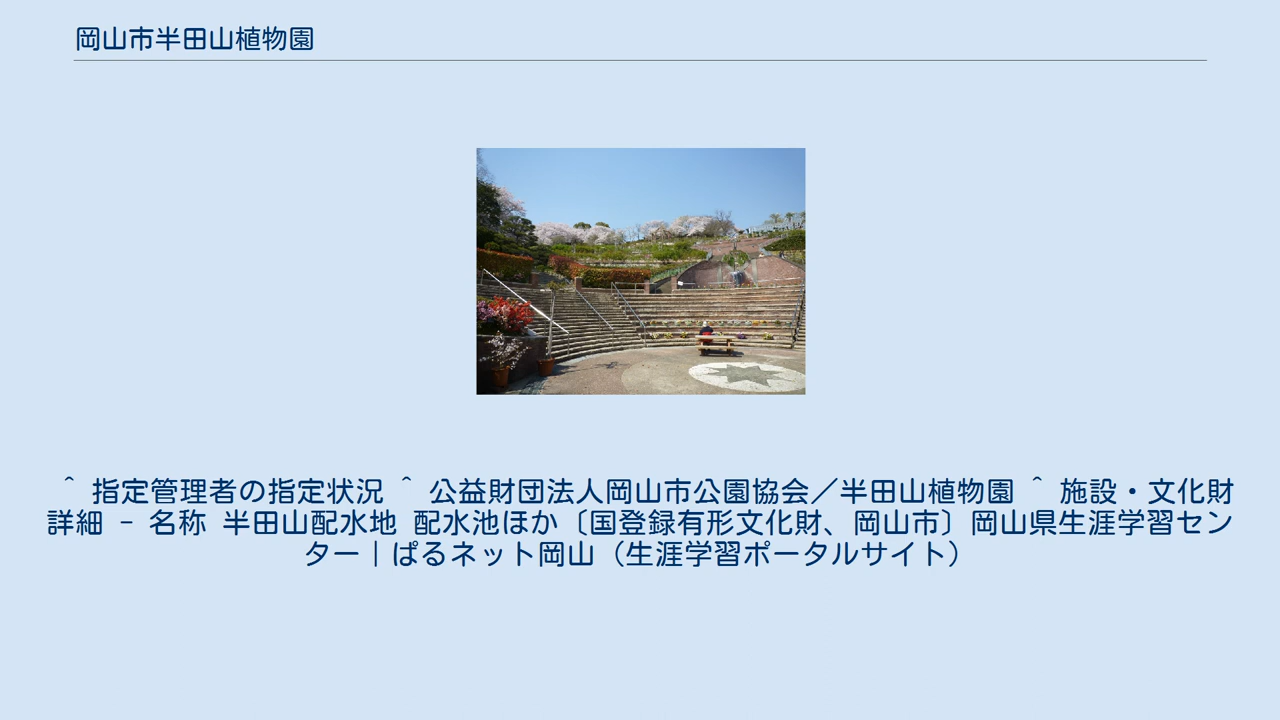 岡山市半田山植物園
^ 指定管理者の指定状況 ^ 公益財団法人岡山市公園協会／半田山植物園 ^ 施設・文化財
詳細 - 名称 半田山配水地 配水池ほか〔国登録有形文化財、岡山市〕岡山県生涯学習セン
ター｜ぱるネット岡山（生涯学習ポータルサイト）